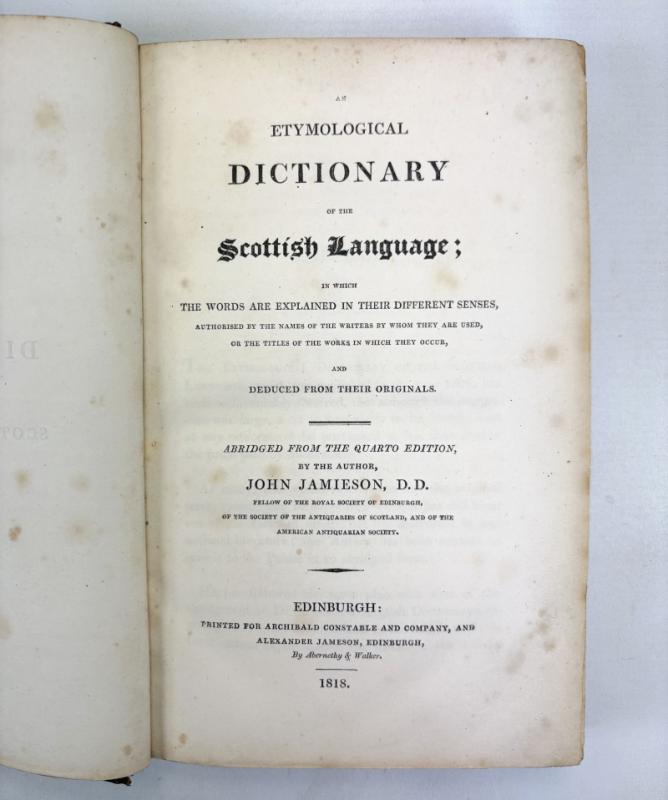 AN
ETYMOLOGICAL
DICTIONARY
OF THE
Scottish Language;
IN WHICH
THE WORDS ARE EXPLAINED IN THEIR DIFFERENT SENSES,
AUTHORISED BY THE NAMES OF THE WRITERS BY WHOM THEY ARE USED,
OR THE TITLES OF THE WORKS IN WHICH THEY OCCUR,
AND
DEDUCED FROM THEIR ORIGINALS.
ABRIDGED FROM THE QUARTO EDITION,
BY THE AUTHOR,
JOHN JAMIESON, D.D.
FELLOW OF THE ROYAL SOCIETY OF EDINBURGH,
OF THE SOCIETY OF THE ANTIQUARIES OF SCOTLAND, AND OF THE
AMERICAN ANTIQUARIAN SOCIETY.
EDINBURGH:
PRINTED FOR ARCHIBALD CONSTABLE AND COMPANY, AND
ALEXANDER JAMESON, EDINBURGH,
By Abernethy & Walker.
1818.